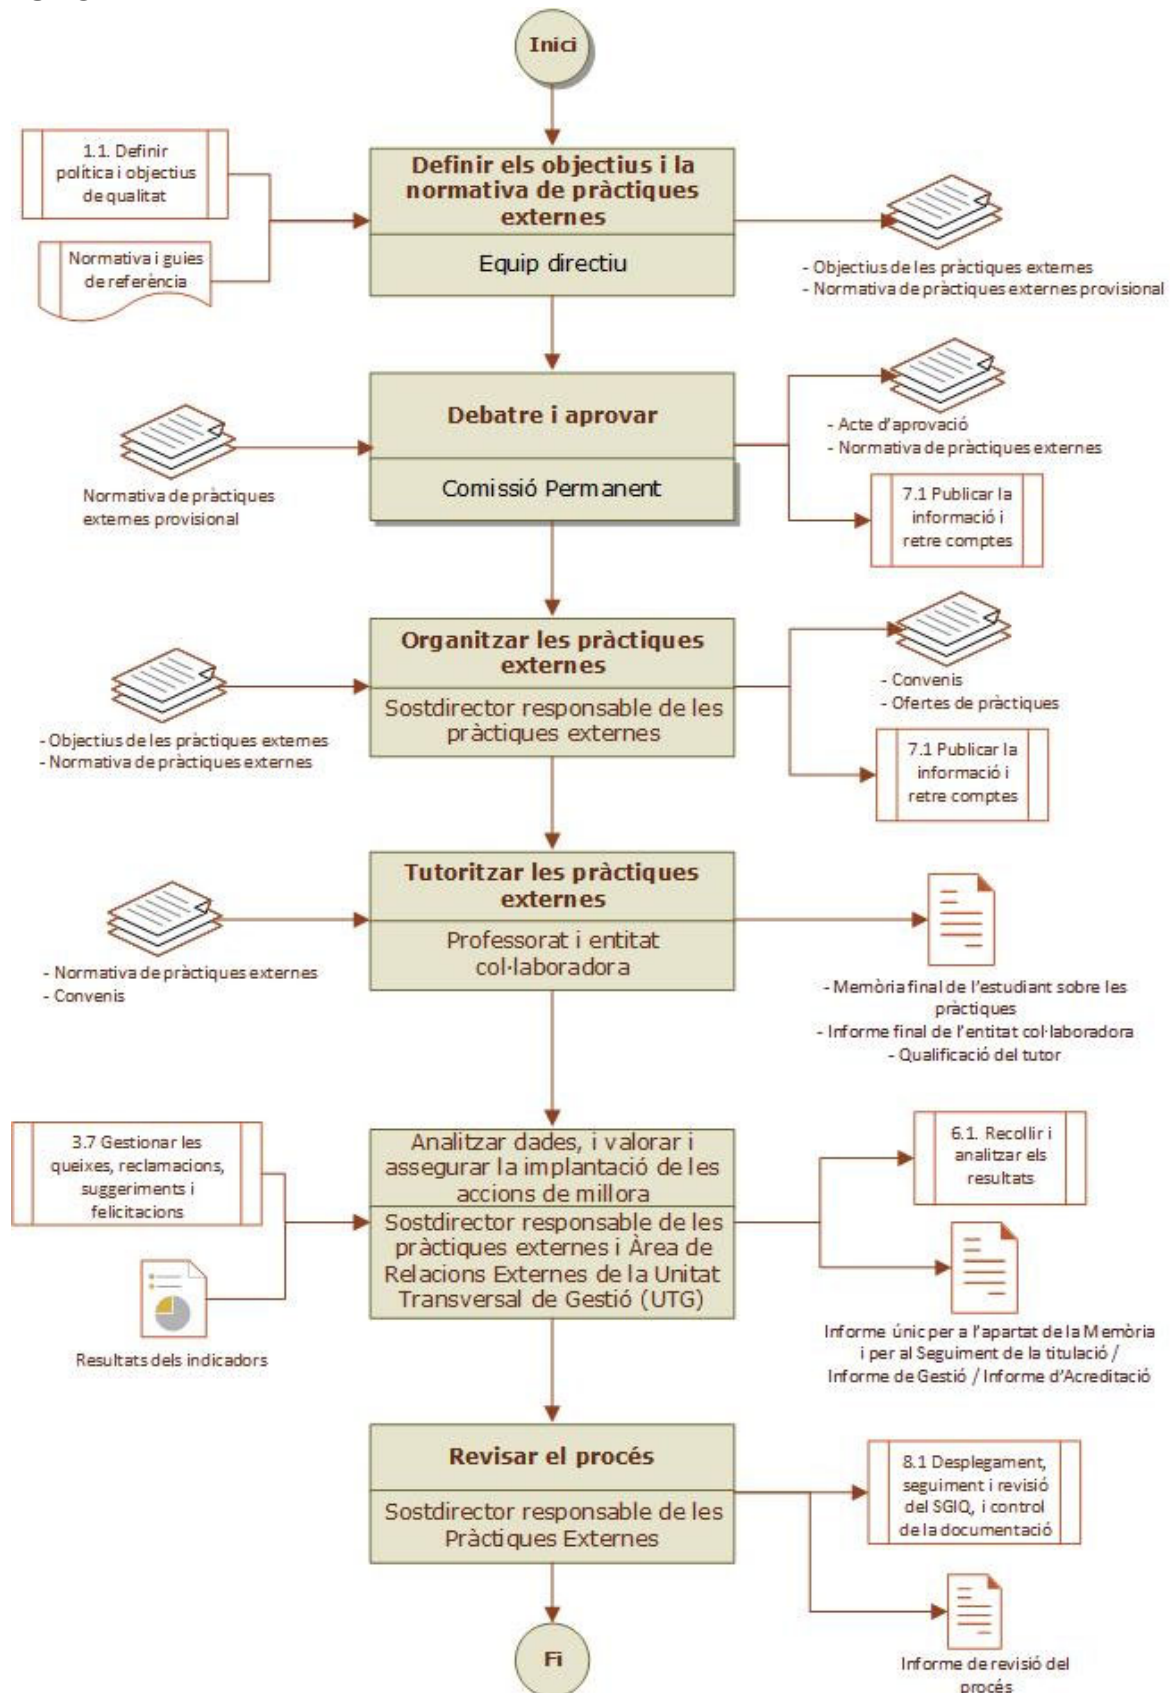 Inici
1.1. Definir
política i objectius
de qualitat
Normativa i guies
de referència
Definir els objectius i la
normativa de pràctiques
externes
Equip directiu
- Objectius de les pràctiques externes
- Normativa de pràctiques externes provisional
Normativa de pràctiques
externes provisional
Debatre i aprovar
Comissió Permanent
- Acte d'aprovació
- Normativa de pràctiques externes
7.1 Publicar la
informació i
retre comptes
- Objectius de les pràctiques externes
- Normativa de pràctiques externes
Organitzar les pràctiques
externes
Sostdirector responsable de les
pràctiques externes
- Convenis
- Ofertes de pràctiques
7.1 Publicar la
informació i
retre comptes
- Normativa de pràctiques externes
- Convenis
Tutoritzar les pràctiques
externes
Professorat i entitat
col·laboradora
- Memòria final de l'estudiant sobre les
pràctiques
- Informe final de l'entitat col·laboradora
- Qualificació del tutor
3.7 Gestionar les
queixes, reclamacions,
suggeriments i
felicitacions
Resultats dels indicadors
Analitzar dades, i valorar i
assegurar la implantació de les
accions de millora
Sostdirector responsable de les
pràctiques externes i Àrea de
Relacions Externes de la Unitat
Transversal de Gestió (UTG)
6.1. Recollir i
analitzar els
resultats
Informe únic per a l'apartat de la Memòria
i per al Seguiment de la titulació /
Informe de Gestió / Informe d'Acreditació
Revisar el procés
Sostdirector responsable de les
Pràctiques Externes
8.1 Desplegament,
seguiment i revisió
del SGIQ, i control
de la documentació
Informe de revisió del
procés
Fi